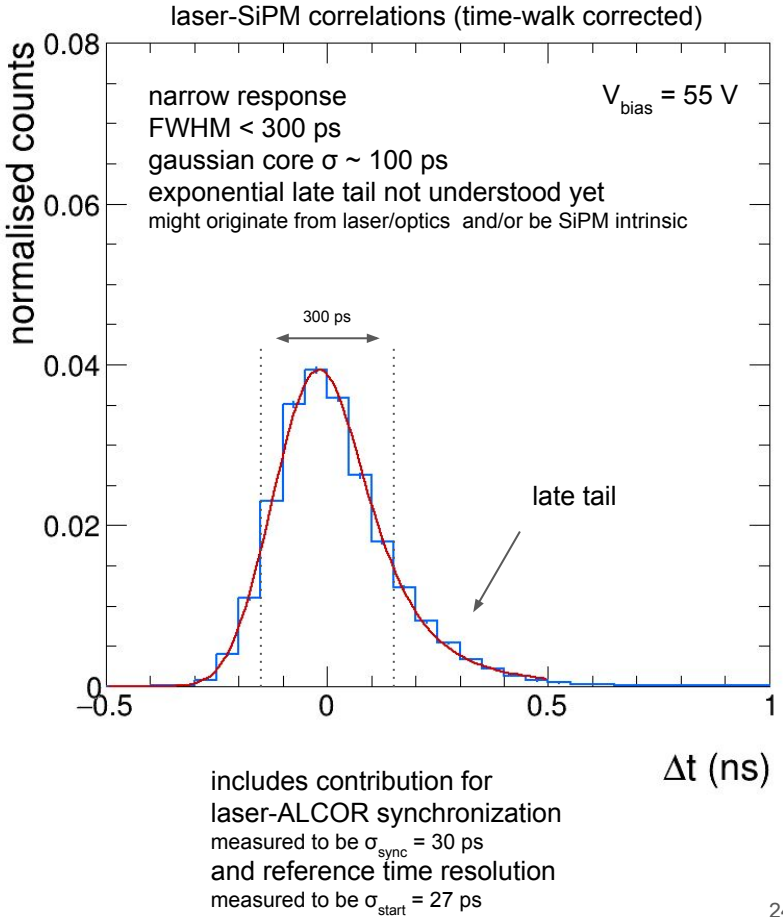 laser-SiPM correlations (time-walk corrected)
normalised counts
0.08
0.06
0.04
0.02
0
narrow response
FWHM < 300 ps
gaussian core σ ~ 100 ps
exponential late tail not understood yet
might originate from laser/optics and/or be SiPM intrinsic
V_bias = 55 V
300 ps
late tail
−0.5
0
0.5
1
Δt (ns)
includes contribution for
laser-ALCOR synchronization
measured to be σ_sync = 30 ps
and reference time resolution
measured to be σ_start = 27 ps